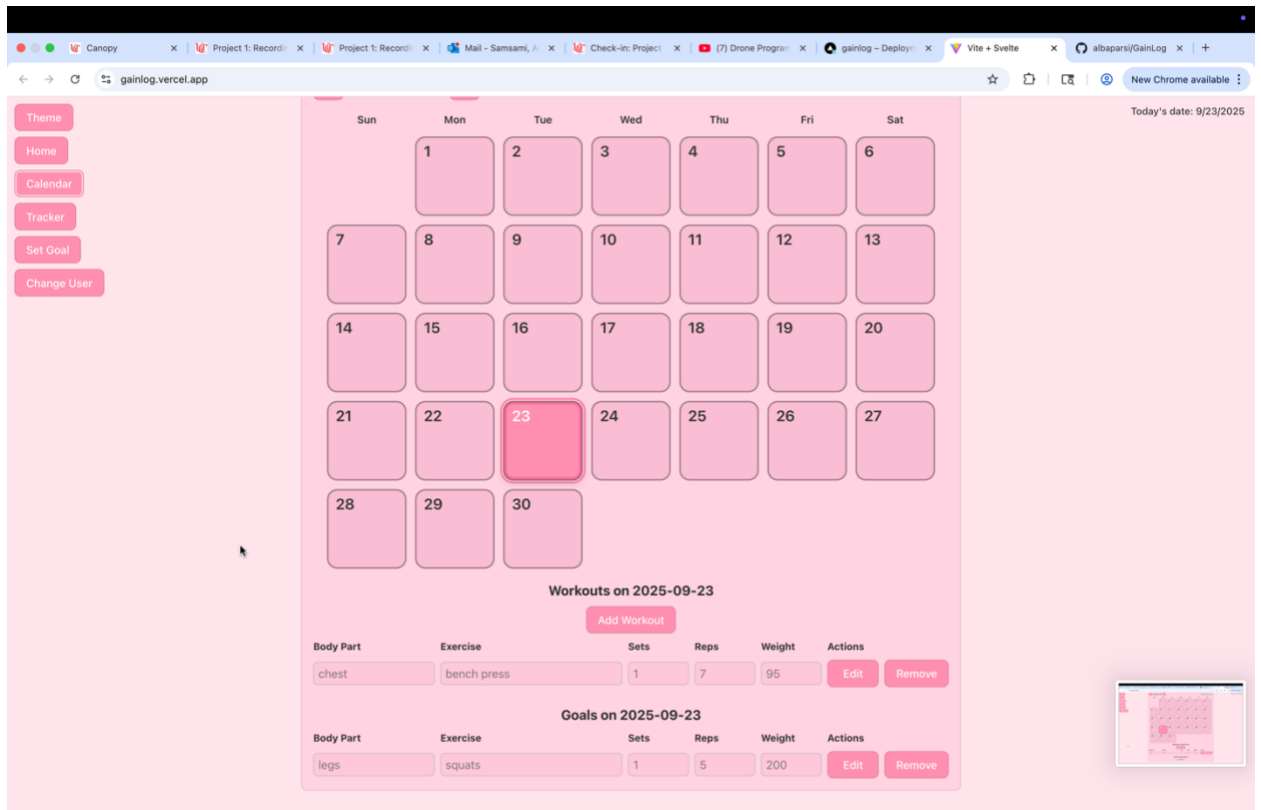 Canopy
Project 1: Recordi
Project 1: Recordi
Mail - Samsami, A
Check-in: Project
(7) Drone Program
gainlog – Deployn
Vite + Svelte
albaparsi/GainLog
gainlog.vercel.app
New Chrome available
Today's date: 9/23/2025
Theme
Home
Calendar
Tracker
Set Goal
Change User
Sun Mon Tue Wed Thu Fri Sat
1 2 3 4 5 6
7 8 9 10 11 12 13
14 15 16 17 18 19 20
21 22 23 24 25 26 27
28 29 30
Workouts on 2025-09-23
Add Workout
Body Part Exercise Sets Reps Weight Actions
chest bench press 1 7 95 Edit Remove
Goals on 2025-09-23
Body Part Exercise Sets Reps Weight Actions
legs squats 1 5 200 Edit Remove